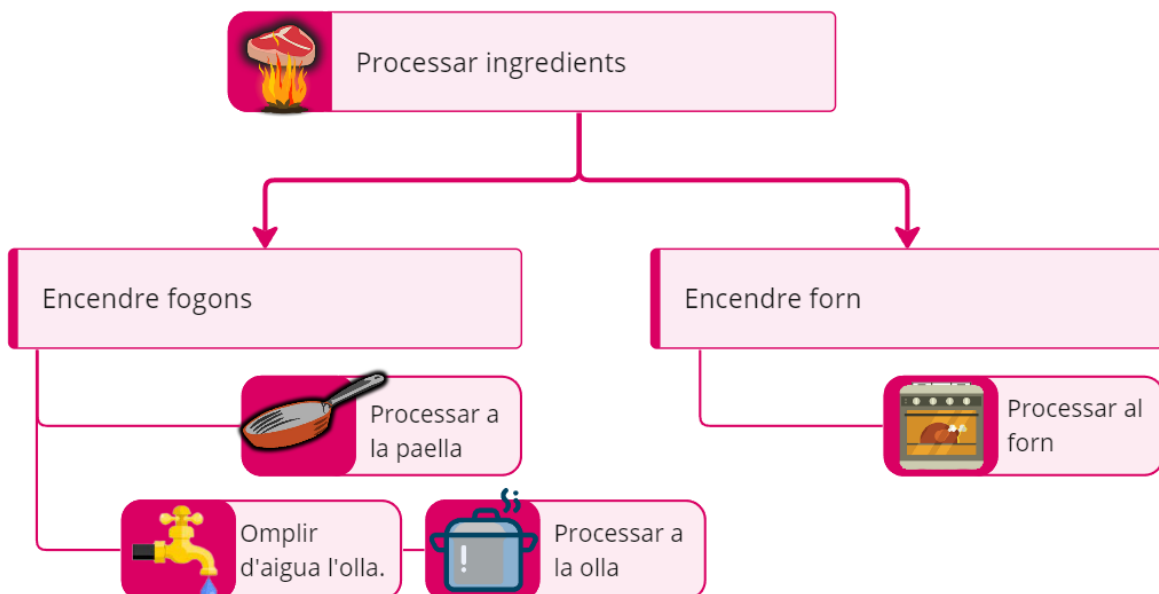 Processar ingredients
Encendre fogons
Encendre forn
Processar a
la paella
Processar al
forn
Omplir
d'aigua l'olla.
Processar a
la olla